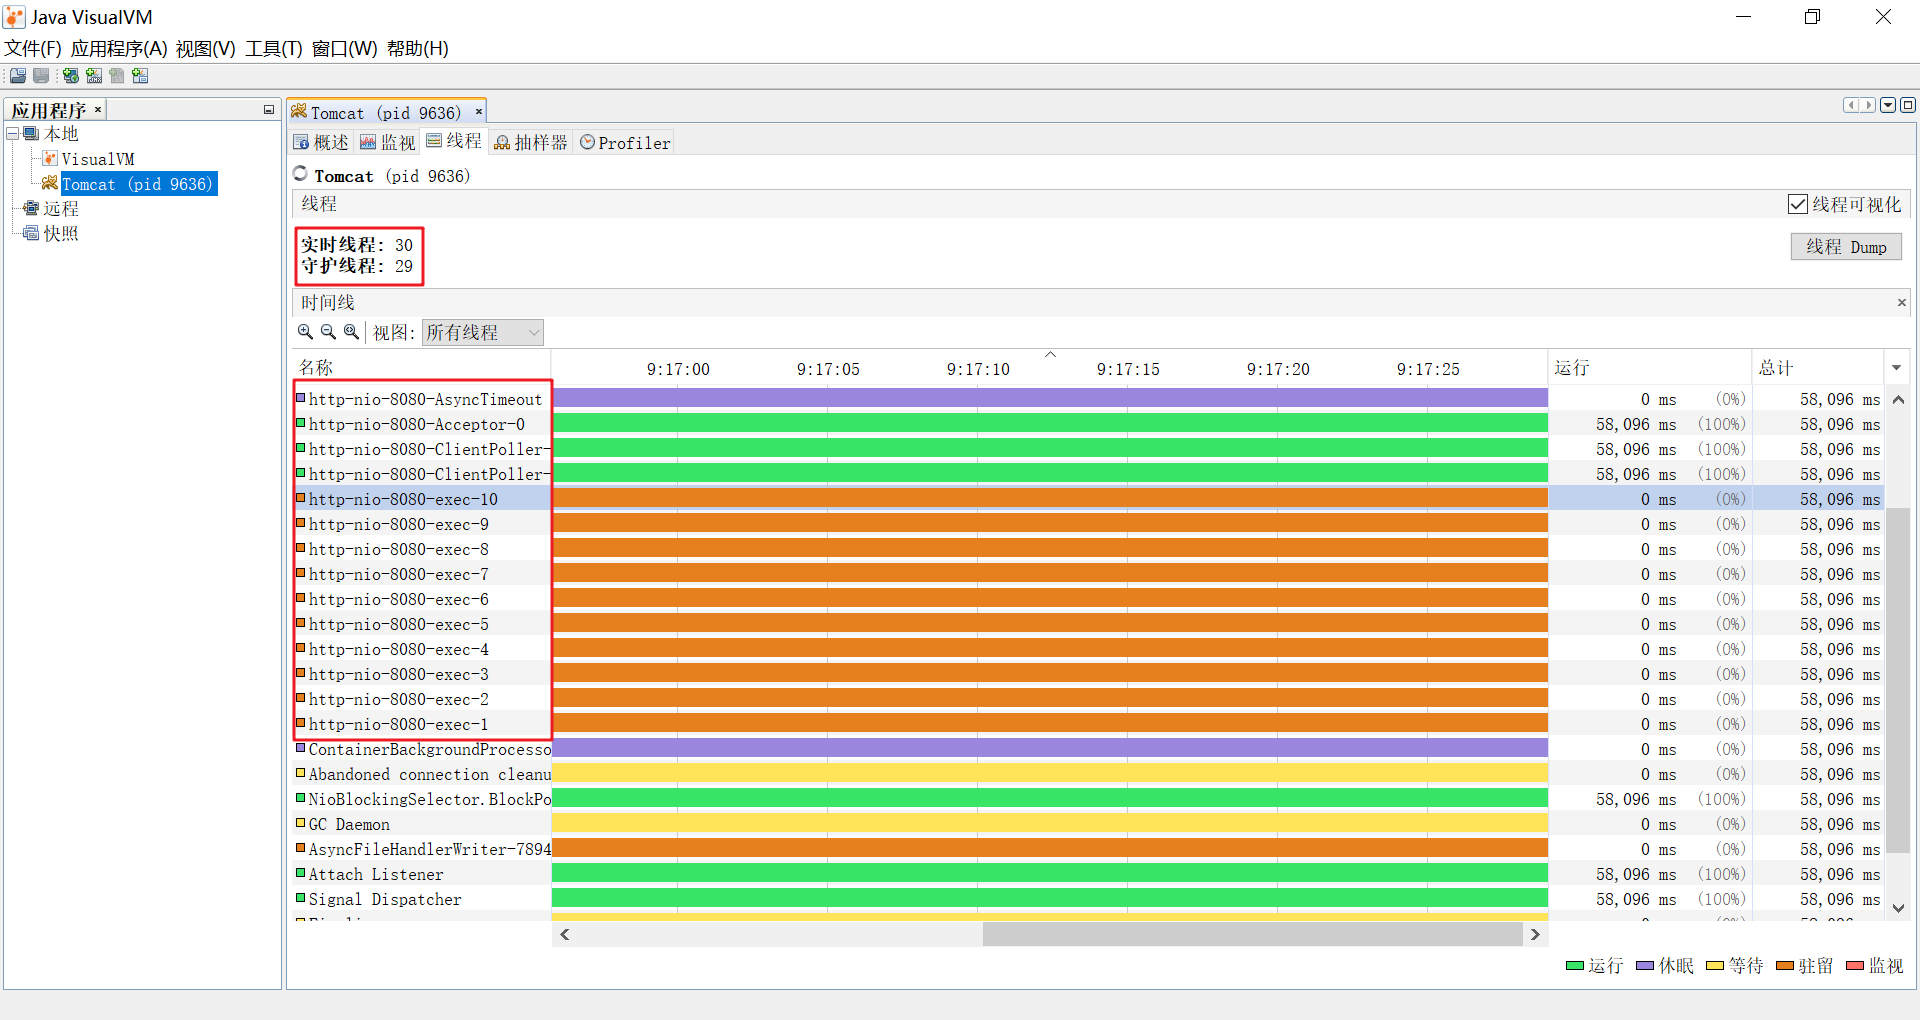 Java VisualVM
文件(F) 应用程序(A) 视图(V) 工具(T) 窗口(W) 帮助(H)
应用程序
本地
VisualVM
Tomcat (pid 9636)
远程
快照
Tomcat (pid 9636)
概述 监视 线程 抽样器 Profiler
Tomcat (pid 9636)
线程
线程可视化
实时线程: 30
守护线程: 29
线程 Dump
时间线
视图: 所有线程
名称 9:17:00 9:17:05 9:17:10 9:17:15 9:17:20 9:17:25 运行 总计
http-nio-8080-AsyncTimeout 0 ms (0%) 58,096 ms
http-nio-8080-Acceptor-0 58,096 ms (100%) 58,096 ms
http-nio-8080-ClientPoller- 58,096 ms (100%) 58,096 ms
http-nio-8080-ClientPoller- 58,096 ms (100%) 58,096 ms
http-nio-8080-exec-10 0 ms (0%) 58,096 ms
http-nio-8080-exec-9 0 ms (0%) 58,096 ms
http-nio-8080-exec-8 0 ms (0%) 58,096 ms
http-nio-8080-exec-7 0 ms (0%) 58,096 ms
http-nio-8080-exec-6 0 ms (0%) 58,096 ms
http-nio-8080-exec-5 0 ms (0%) 58,096 ms
http-nio-8080-exec-4 0 ms (0%) 58,096 ms
http-nio-8080-exec-3 0 ms (0%) 58,096 ms
http-nio-8080-exec-2 0 ms (0%) 58,096 ms
http-nio-8080-exec-1 0 ms (0%) 58,096 ms
ContainerBackgroundProcesso 0 ms (0%) 58,096 ms
Abandoned connection cleanu 0 ms (0%) 58,096 ms
NioBlockingSelector.BlockPo 58,096 ms (100%) 58,096 ms
GC Daemon 0 ms (0%) 58,096 ms
AsyncFileHandlerWriter-7894 0 ms (0%) 58,096 ms
Attach Listener 58,096 ms (100%) 58,096 ms
Signal Dispatcher 58,096 ms (100%) 58,096 ms
运行 休眠 等待 驻留 监视